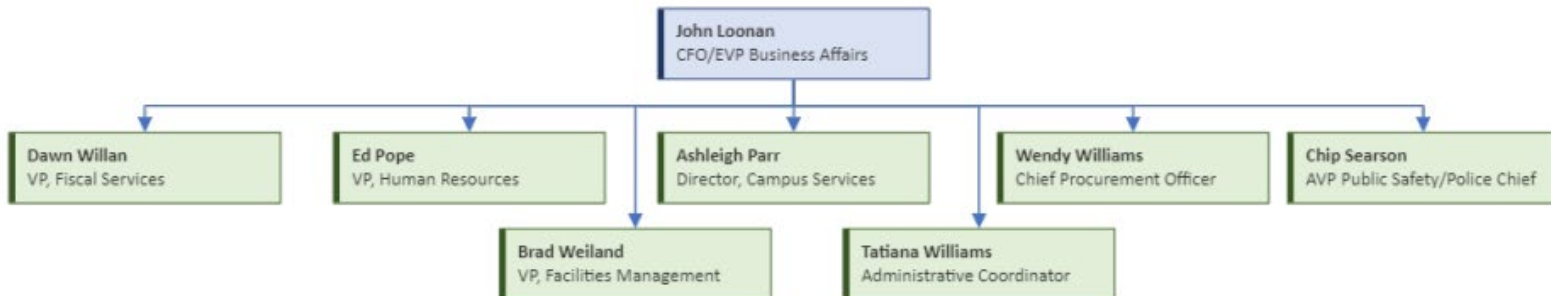 John Loonan
CFO/EVP Business Affairs
Dawn Willan
VP, Fiscal Services
Ed Pope
VP, Human Resources
Ashleigh Parr
Director, Campus Services
Wendy Williams
Chief Procurement Officer
Chip Searson
AVP Public Safety/Police Chief
Brad Weiland
VP, Facilities Management
Tatiana Williams
Administrative Coordinator